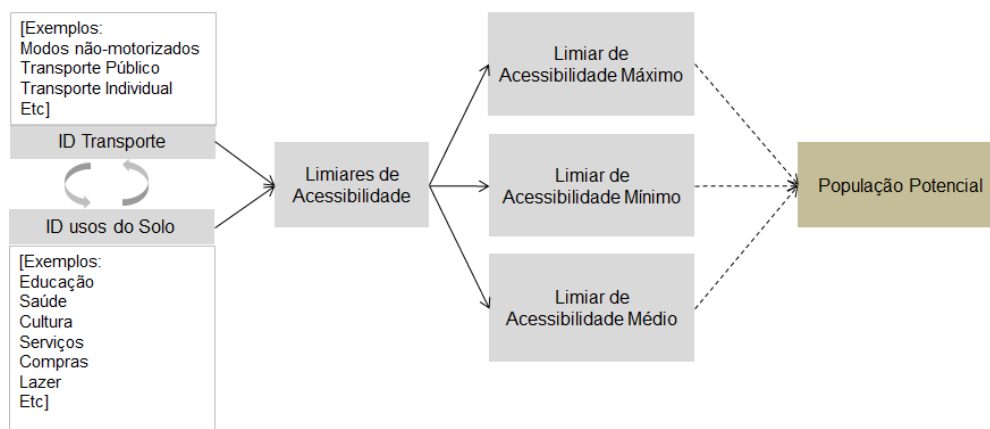 [Exemplos:
Modos não-motorizados
Transporte Público
Transporte Individual
Etc]
ID Transporte
ID usos do Solo
[Exemplos:
Educação
Saúde
Cultura
Serviços
Compras
Lazer
Etc]
Limiares de
Acessibilidade
Limiar de
Acessibilidade Máximo
Limiar de
Acessibilidade Mínimo
Limiar de
Acessibilidade Médio
População Potencial